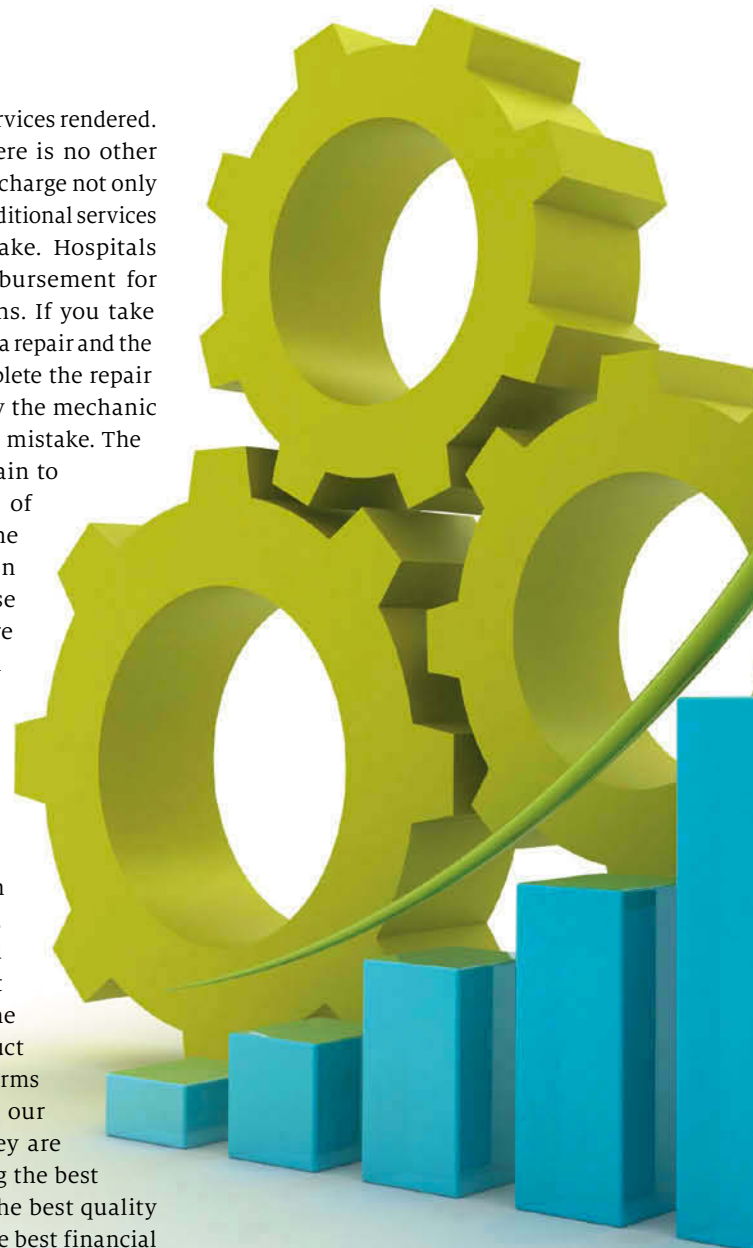 rvices rendered.
ere is no other
charge not only
ditional services
ake. Hospitals
bursement for
ns. If you take
a repair and the
plete the repair
y the mechanic
mistake. The
ain to
of
ne
n
se
re
n
t
ne
uct
rms
our
ey are
g the best
he best quality
e best financial